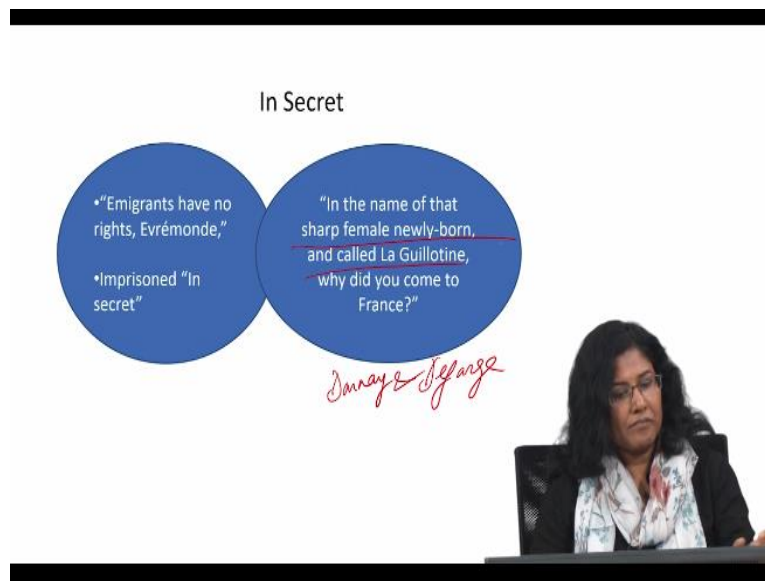 In Secret
•“Emigrants have no
rights, Evrémonde,”
•Imprisoned “In
secret”
“In the name of that
sharp female newly-born,
and called La Guillotine,
why did you come to
France?”
Darnay & Defarge